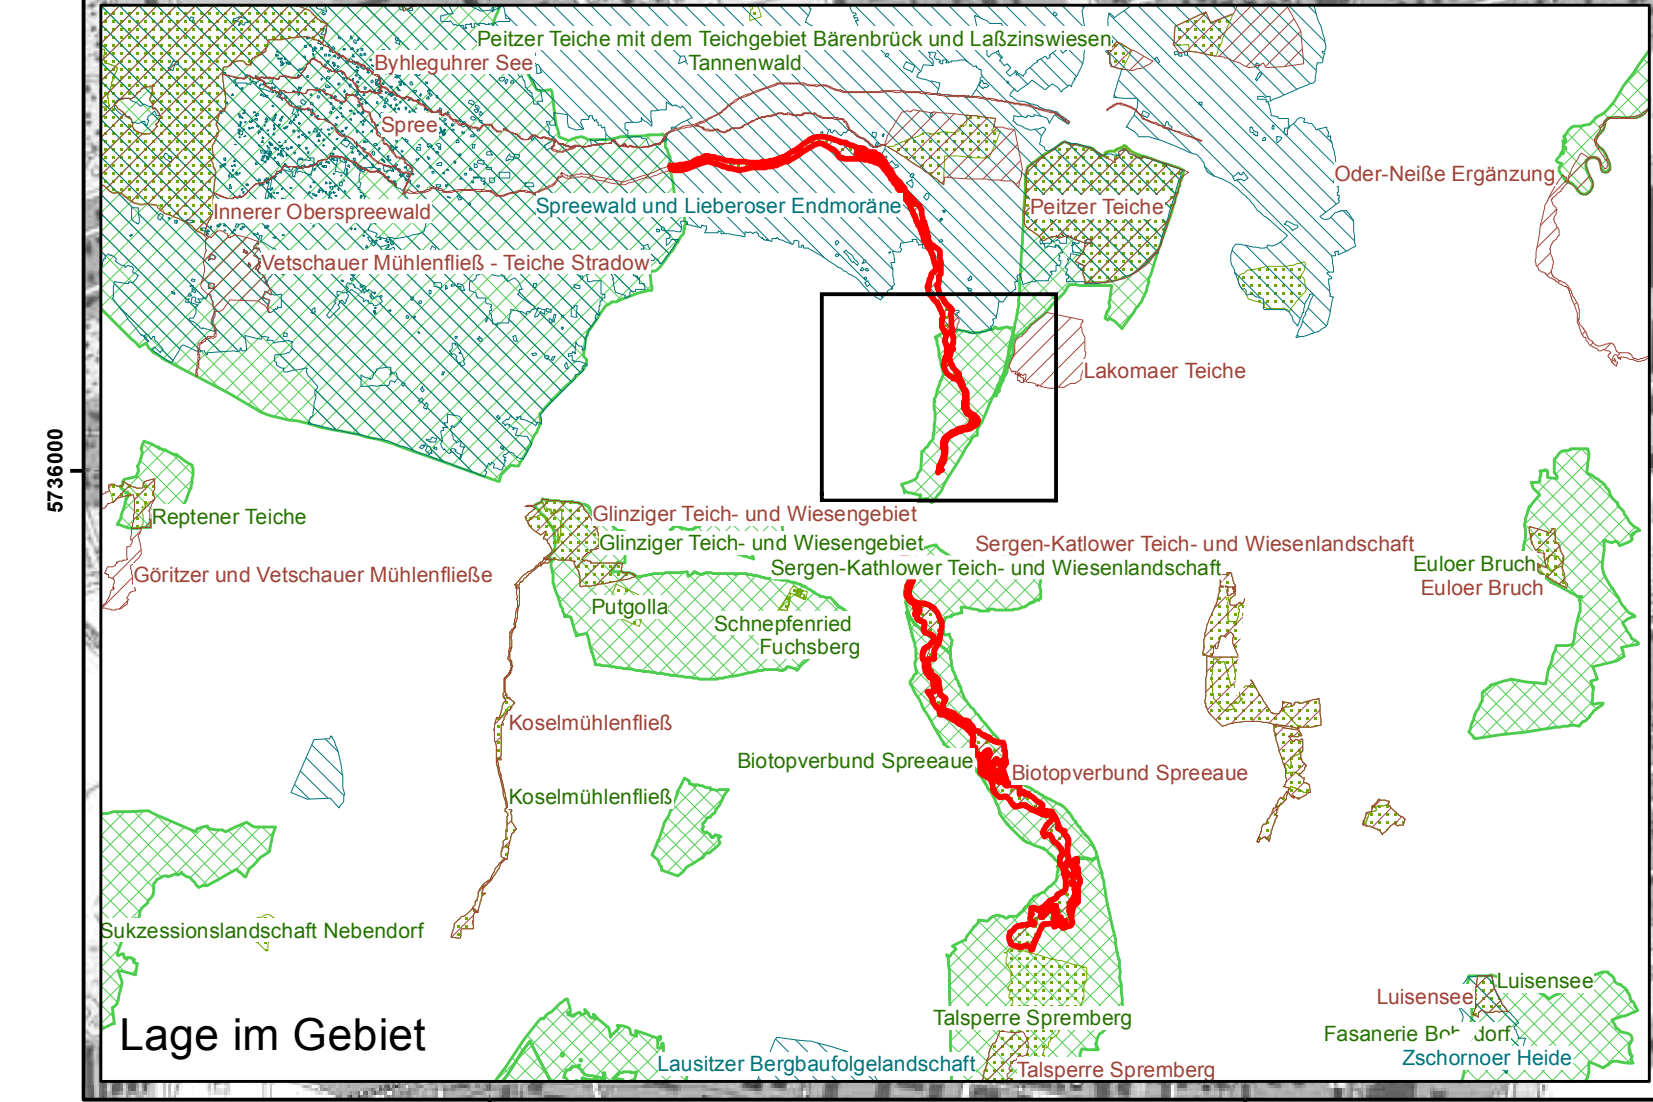 Peitzer Teiche mit dem Teichgebiet Bärenbrück und Laßzinswiesen
Byhleguhrer See
Tannenwald
Spree
Oder-Neiße Ergänzung
Innerer Oberspreewald
Spreewald und Lieberoser Endmoräne
Peitzer Teiche
Vetschauer Mühlenfließ - Teiche Stradow
Lakomaer Teiche
5736000
Reptener Teiche
Glinziger Teich- und Wiesengebiet
Glinziger Teich- und Wiesengebiet
Sergen-Katlower Teich- und Wiesenlandschaft
Sergen-Kathlower Teich- und Wiesenlandschaft
Euloer Bruch
Göritzer und Vetschauer Mühlenfließe
Euloer Bruch
Putgolla
Schnepfenried
Fuchsberg
Koselmühlenfließ
Biotopverbund Spreeaue
Biotopverbund Spreeaue
Koselmühlenfließ
Sukzessionslandschaft Nebendorf
Luisensee
Luisensee
Talsperre Spremberg
Fasanerie
Lage im Gebiet
Zschornoer Heide
Lausitzer Bergbaufolgelandschaft
Talsperre Spremberg